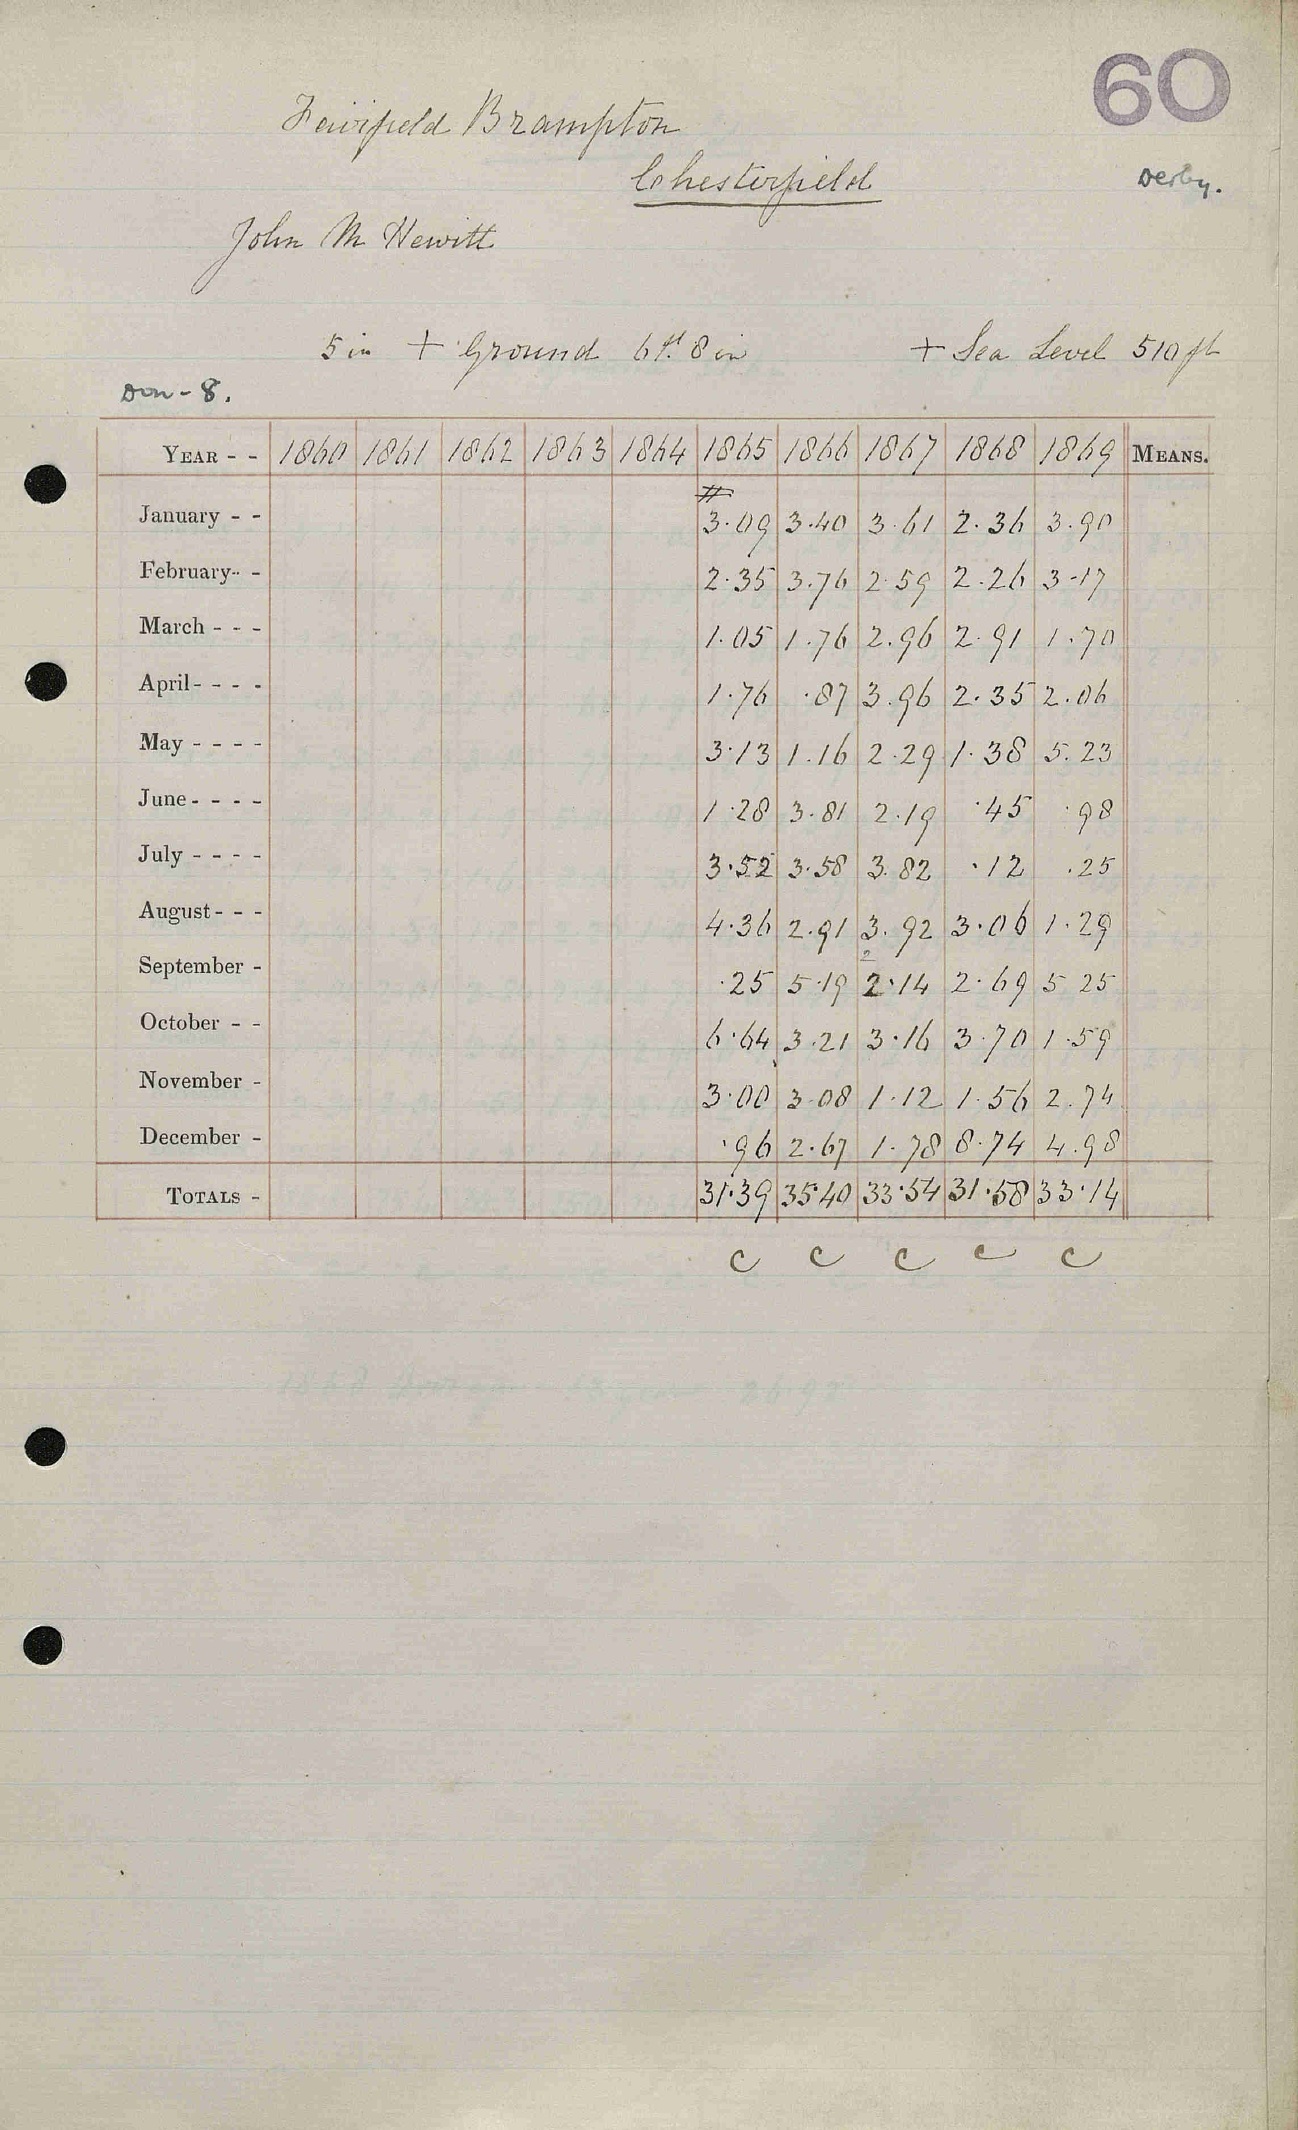 60
Fairfield Brampton
Chesterfield
Derby.
John M Hewitt
5 in + Ground 6 ft. 8 in + Sea Level 510 ft
Don - 8.
YEAR - - 1860 1861 1862 1863 1864 1865 1866 1867 1868 1869 MEANS.
January - - 3.09 3.40 3.61 2.36 3.90
February - - 2.35 3.76 2.59 2.26 3.17
March - - - 1.05 1.76 2.96 2.91 1.70
April - - - - 1.76 .87 3.96 2.35 2.06
May - - - - 3.13 1.16 2.29 1.38 5.23
June - - - - 1.28 3.81 2.19 .45 .98
July - - - - 3.52 3.58 3.82 .12 .25
August - - - 4.36 2.91 3.92 3.06 1.29
2
September - .25 5.19 2.14 2.69 5 25
October - - 6.64 3.21 3.16 3.70 1.59
November - 3.00 3.08 1.12 1.56 2.74
December - .96 2.67 1.78 8.74 4.98
TOTALS - 31.39 35.40 33.54 31.58 33.14
c c c c c